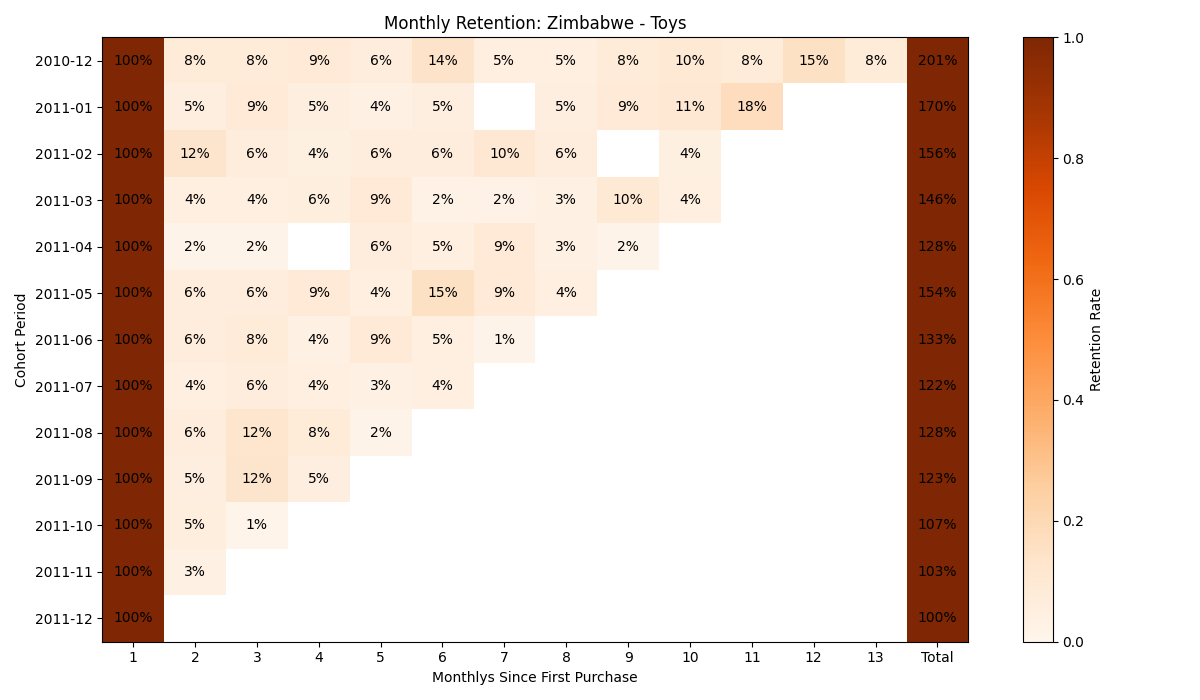 Monthly Retention: Zimbabwe - Toys
2010-12 100% 8% 8% 9% 6% 14% 5% 5% 8% 10% 8% 15% 8% 201%
2011-01 100% 5% 9% 5% 4% 5% 5% 9% 11% 18% 170%
2011-02 100% 12% 6% 4% 6% 6% 10% 6% 4% 156%
2011-03 100% 4% 4% 6% 9% 2% 2% 3% 10% 4% 146%
2011-04 100% 2% 2% 6% 5% 9% 3% 2% 128%
2011-05 100% 6% 6% 9% 4% 15% 9% 4% 154%
2011-06 100% 6% 8% 4% 9% 5% 1% 133%
2011-07 100% 4% 6% 4% 3% 4% 122%
2011-08 100% 6% 12% 8% 2% 128%
2011-09 100% 5% 12% 5% 123%
2011-10 100% 5% 1% 107%
2011-11 100% 3% 103%
2011-12 100% 100%
1 2 3 4 5 6 7 8 9 10 11 12 13 Total
Monthlys Since First Purchase
Cohort Period
1.0
0.8
0.6
0.4
0.2
0.0
Retention Rate